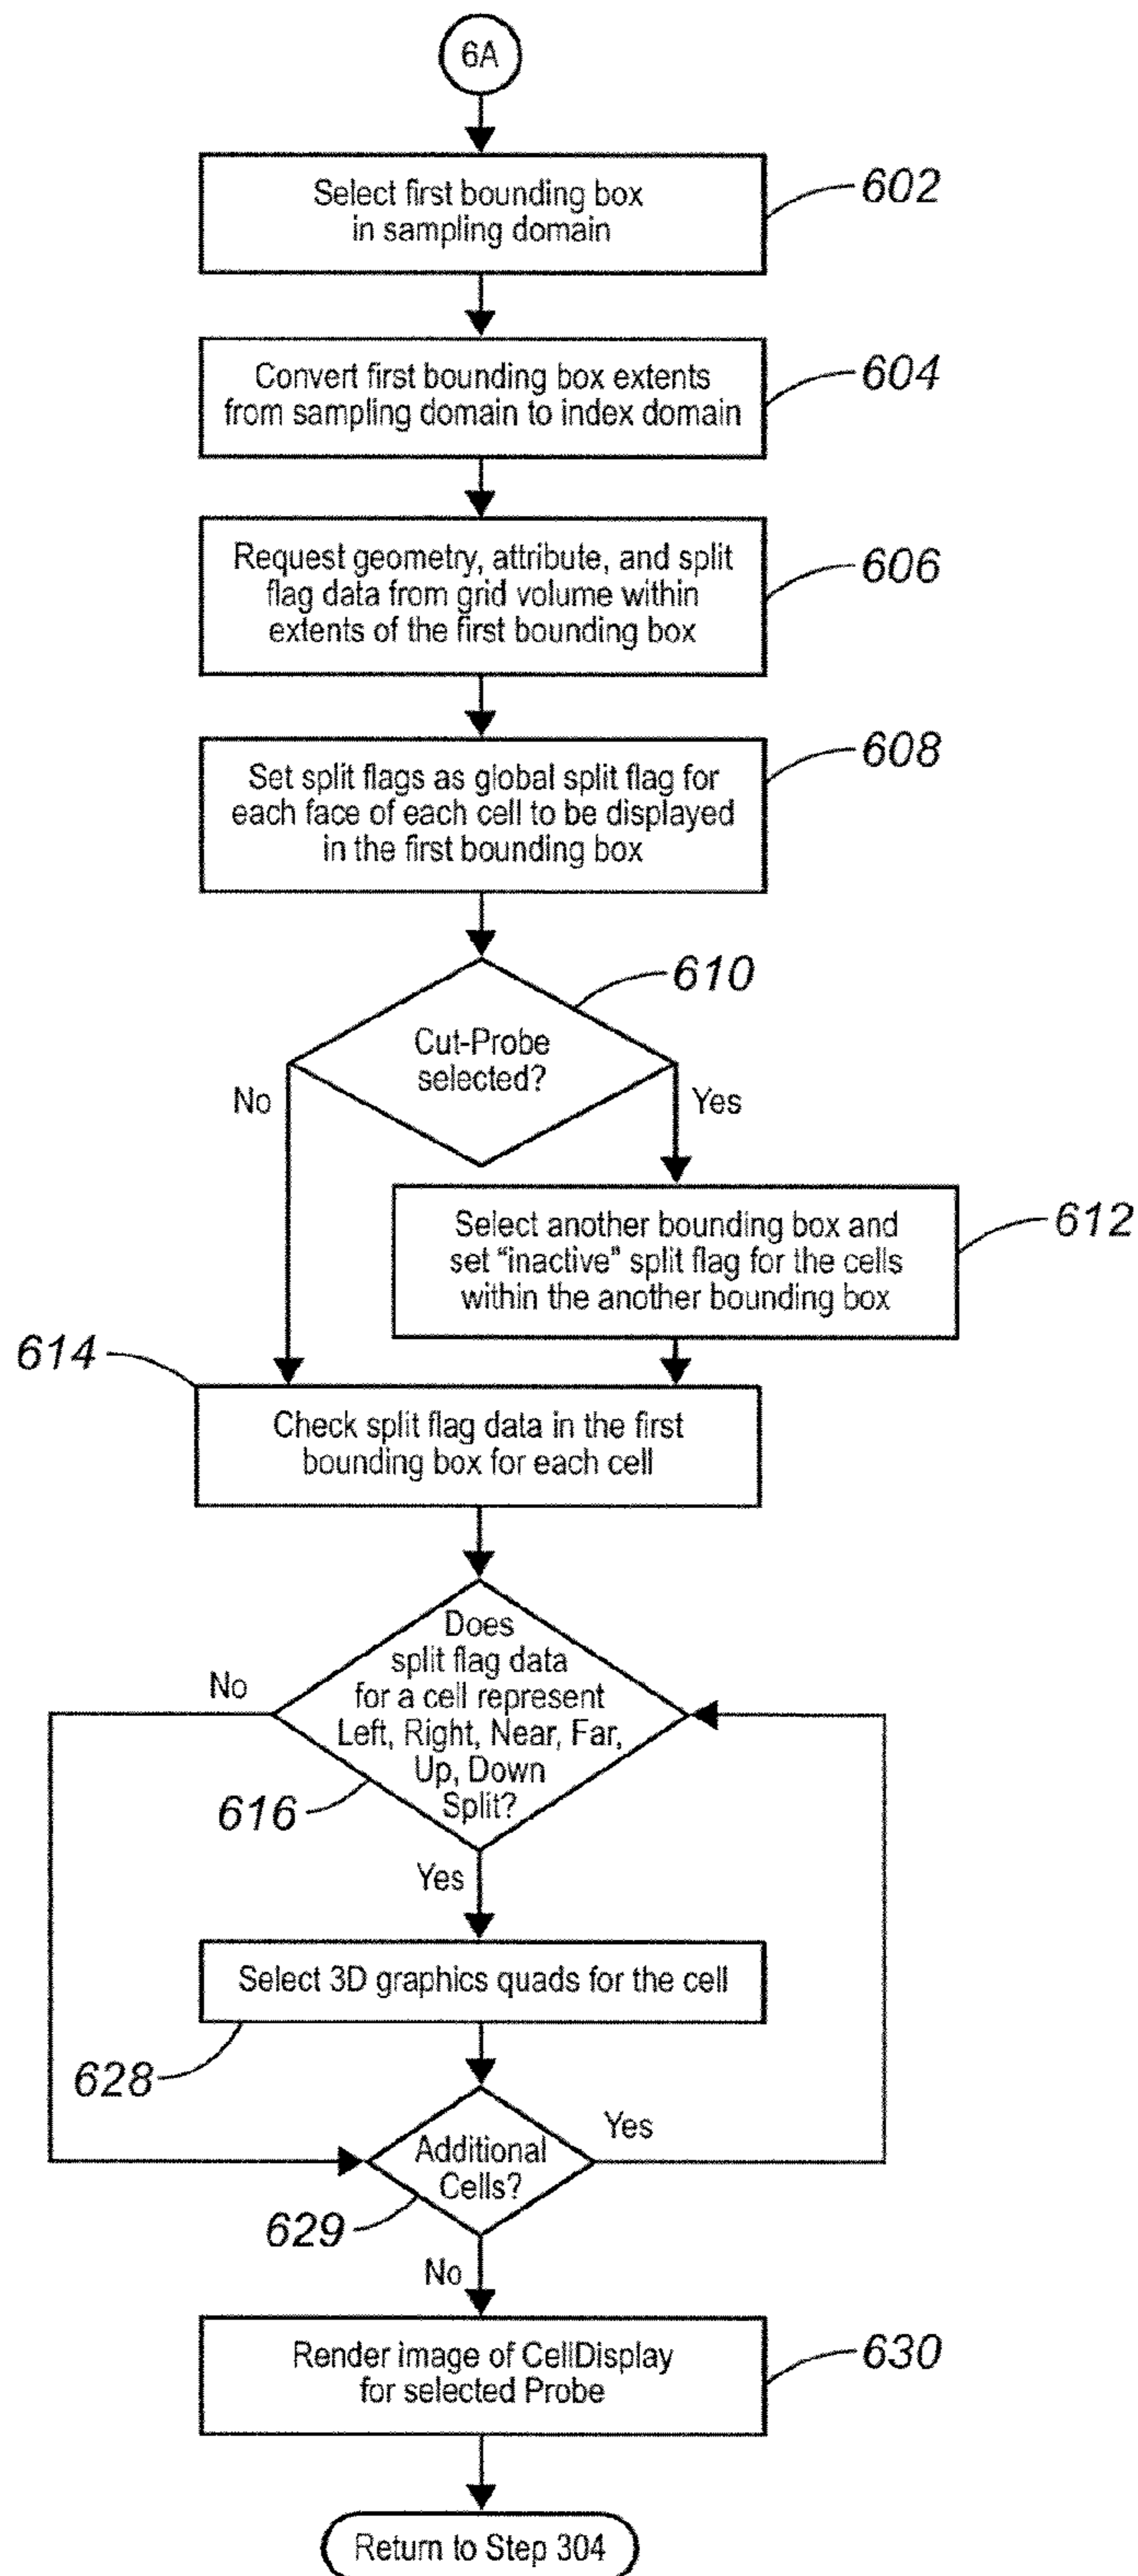 6A
Select first bounding box
in sampling domain
602
Convert first bounding box extents
from sampling domain to index domain
604
Request geometry, attribute, and split
flag data from grid volume within
extents of the first bounding box
606
Set split flags as global split flag for
each face of each cell to be displayed
in the first bounding box
608
Cut-Probe
selected?
610
No
Yes
Select another bounding box and
set “inactive” split flag for the cells
within the another bounding box
612
614
Check split flag data in the first
bounding box for each cell
Does
split flag data
for a cell represent
Left, Right, Near, Far,
Up, Down
Split?
No
616
Yes
Select 3D graphics quads for the cell
628
Additional
Cells?
Yes
629
No
Render image of CellDisplay
for selected Probe
630
Return to Step 304